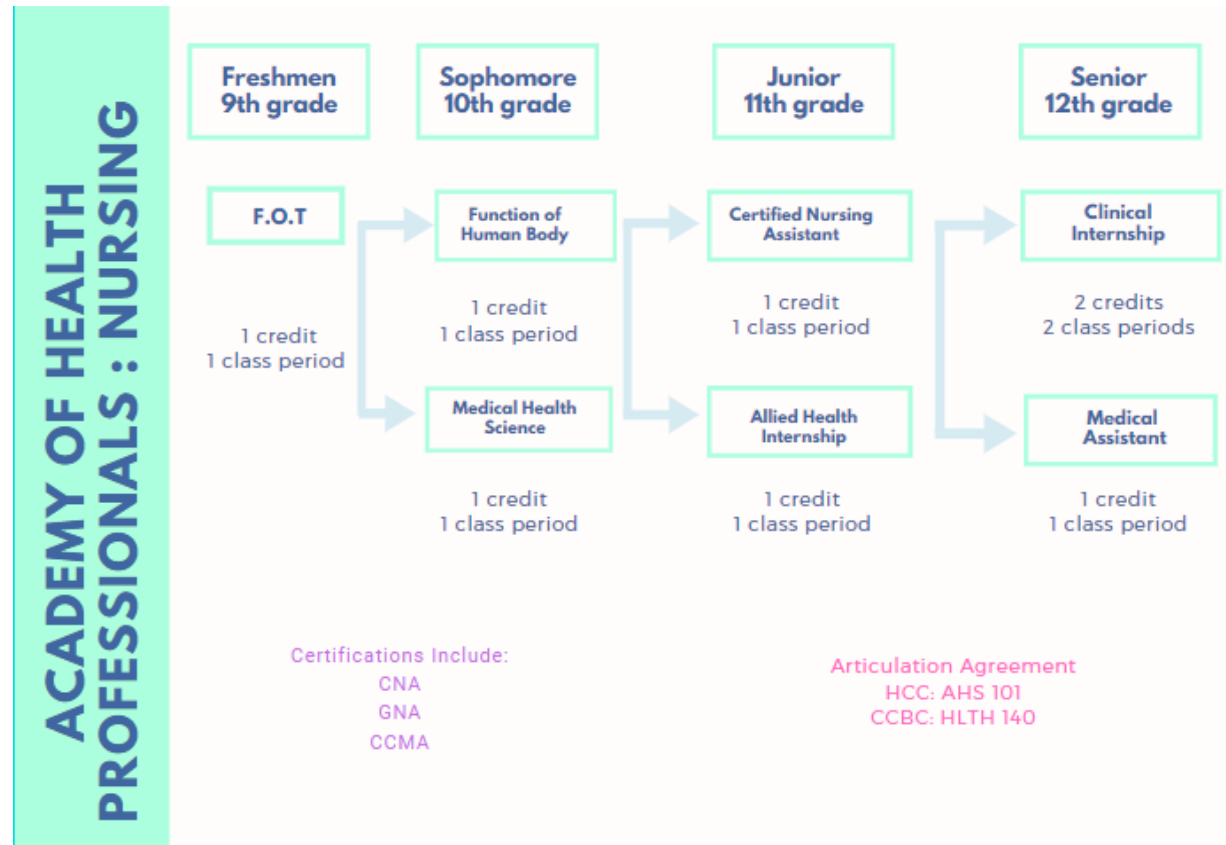 ACADEMY OF HEALTH
PROFESSIONALS : NURSING
Freshmen
9th grade
Sophomore
10th grade
Junior
11th grade
Senior
12th grade
F.O.T
1 credit
1 class period
Function of
Human Body
1 credit
1 class period
Medical Health
Science
1 credit
1 class period
Certified Nursing
Assistant
1 credit
1 class period
Allied Health
Internship
1 credit
1 class period
Clinical
Internship
2 credits
2 class periods
Medical
Assistant
1 credit
1 class period
Certifications Include:
CNA
GNA
CCMA
Articulation Agreement
HCC: AHS 101
CCBC: HLTH 140